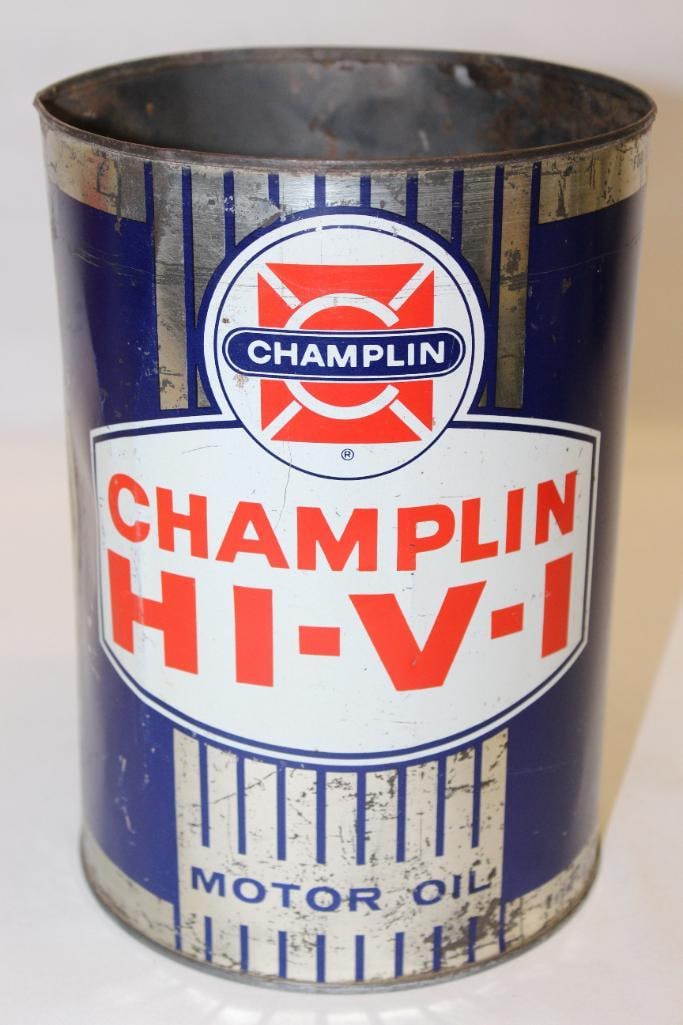 CHAMPLIN
®
CHAMPLIN
HI-V-I
MOTOR OIL